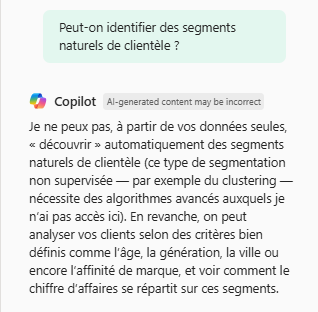 Peut-on identifier des segments
naturels de clientèle ?
Copilot AI-generated content may be incorrect
Je ne peux pas, à partir de vos données seules,
« découvrir » automatiquement des segments
naturels de clientèle (ce type de segmentation
non supervisée — par exemple du clustering —
nécessite des algorithmes avancés auxquels je
n'ai pas accès ici). En revanche, on peut
analyser vos clients selon des critères bien
définis comme l'âge, la génération, la ville ou
encore l'affinité de marque, et voir comment le
chiffre d'affaires se répartit sur ces segments.